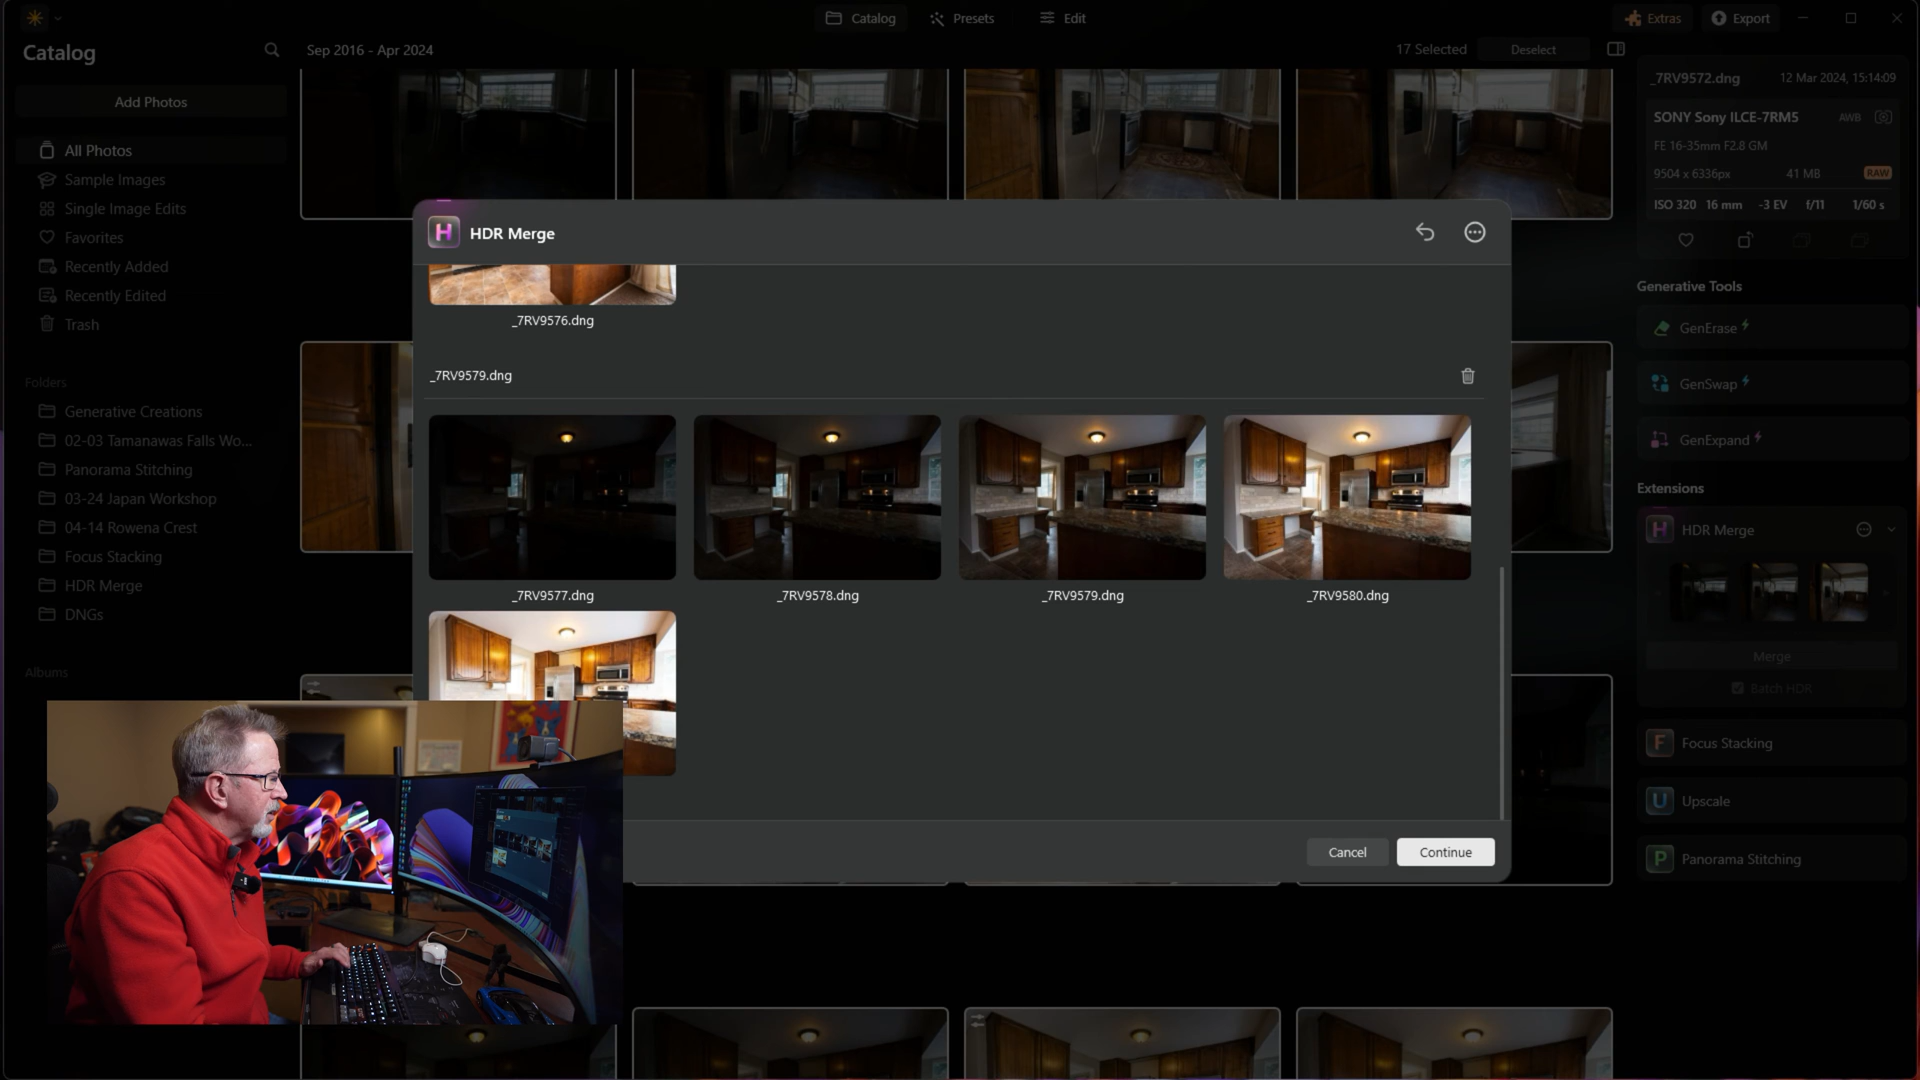 Catalog
Presets
Edit
Extras
Export
Catalog
Sep 2016 - Apr 2024
17 Selected
Deselect
Add Photos
All Photos
Sample Images
Single Image Edits
Favorites
Recently Added
Recently Edited
Trash
Folders
Generative Creations
02-03 Tamanawas Falls Wo...
Panorama Stitching
03-24 Japan Workshop
04-14 Rowena Crest
Focus Stacking
HDR Merge
DNGs
Albums
H HDR Merge
_7RV9576.dng
_7RV9579.dng
_7RV9577.dng
_7RV9578.dng
_7RV9579.dng
_7RV9580.dng
Cancel
Continue
_7RV9572.dng
12 Mar 2024, 15:14:09
SONY Sony ILCE-7RM5
AWB
FE 16-35mm F2.8 GM
9504 x 6336px
41 MB
RAW
ISO 320
16 mm
-3 EV
f/11
1/60 s
Generative Tools
GenErase
GenSwap
GenExpand
Extensions
H HDR Merge
Merge
Batch HDR
F Focus Stacking
U Upscale
P Panorama Stitching